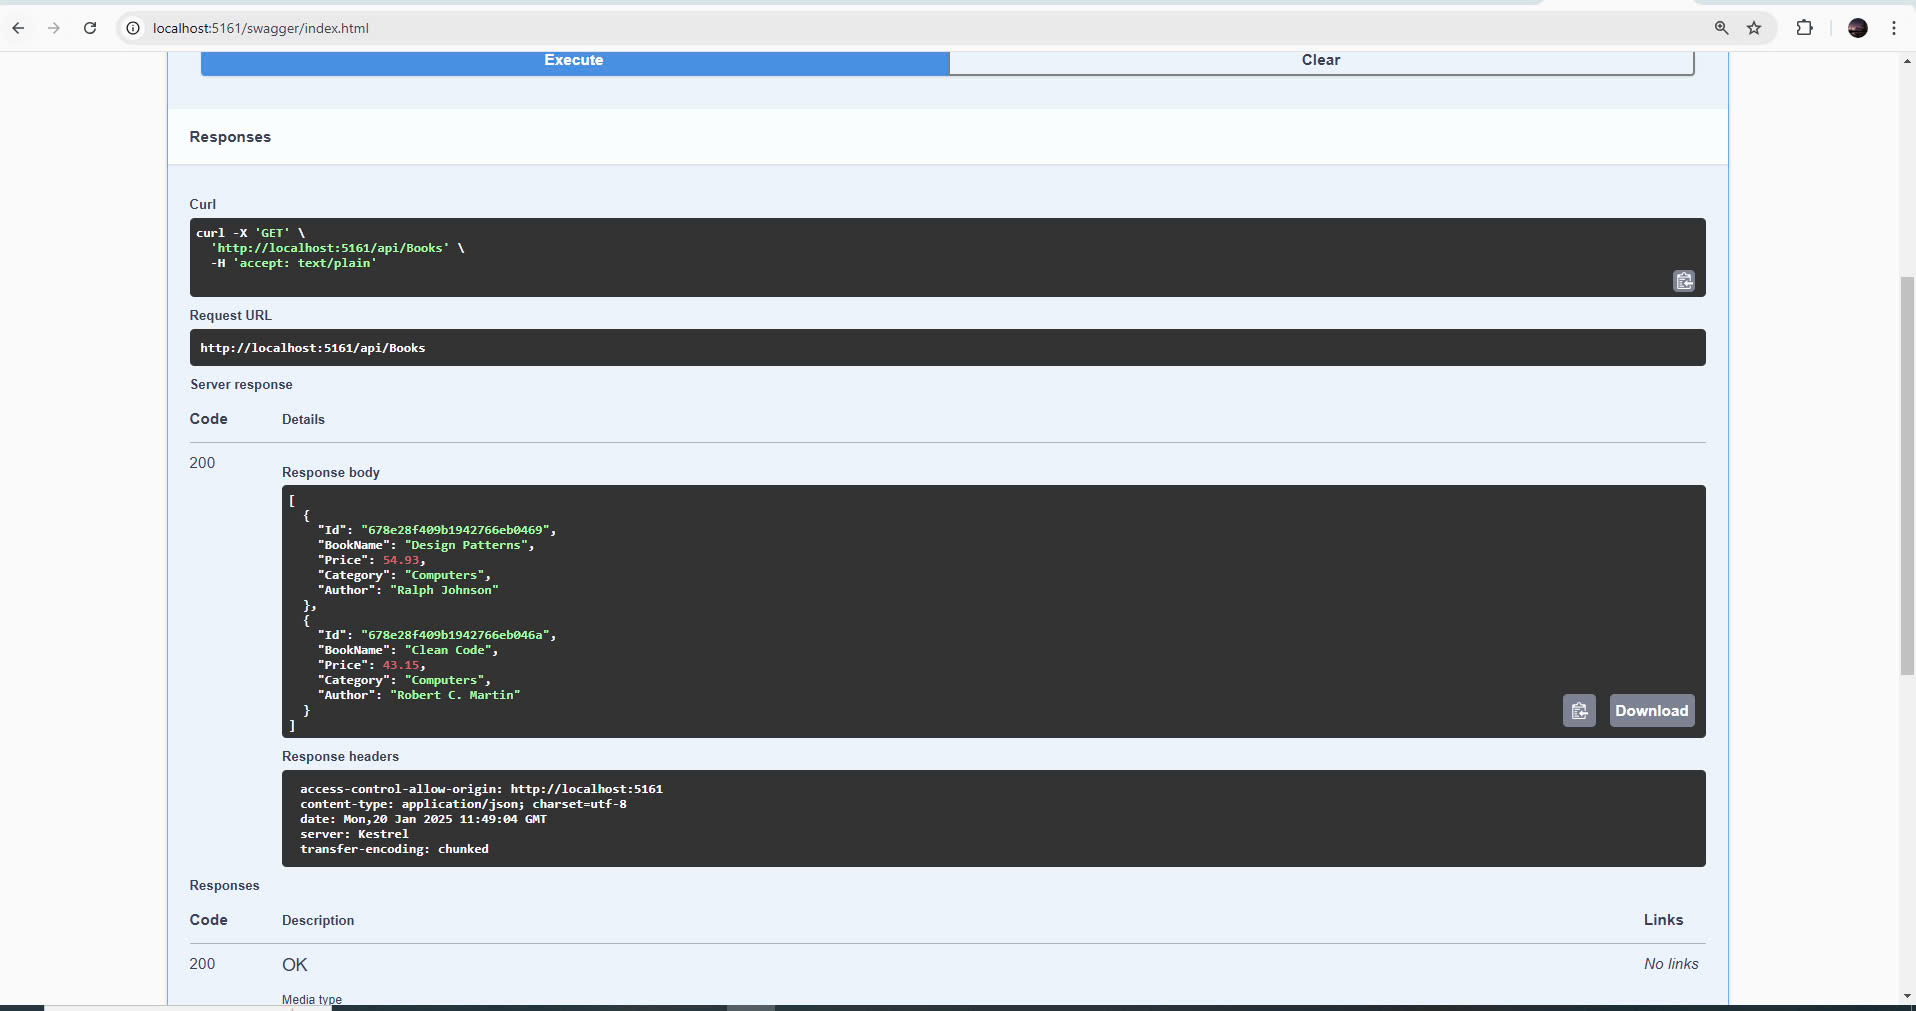 localhost:5161/swagger/index.html
Execute
Clear
Responses
Curl
curl -X 'GET' \
  'http://localhost:5161/api/Books' \
  -H 'accept: text/plain'
Request URL
http://localhost:5161/api/Books
Server response
Code Details
200
Response body
[
  {
    "Id": "678e28f409b1942766eb0469",
    "BookName": "Design Patterns",
    "Price": 54.93,
    "Category": "Computers",
    "Author": "Ralph Johnson"
  },
  {
    "Id": "678e28f409b1942766eb046a",
    "BookName": "Clean Code",
    "Price": 43.15,
    "Category": "Computers",
    "Author": "Robert C. Martin"
  }
]
Download
Response headers
access-control-allow-origin: http://localhost:5161
content-type: application/json; charset=utf-8
date: Mon,20 Jan 2025 11:49:04 GMT
server: Kestrel
transfer-encoding: chunked
Responses
Code Description Links
200 OK No links
Media type